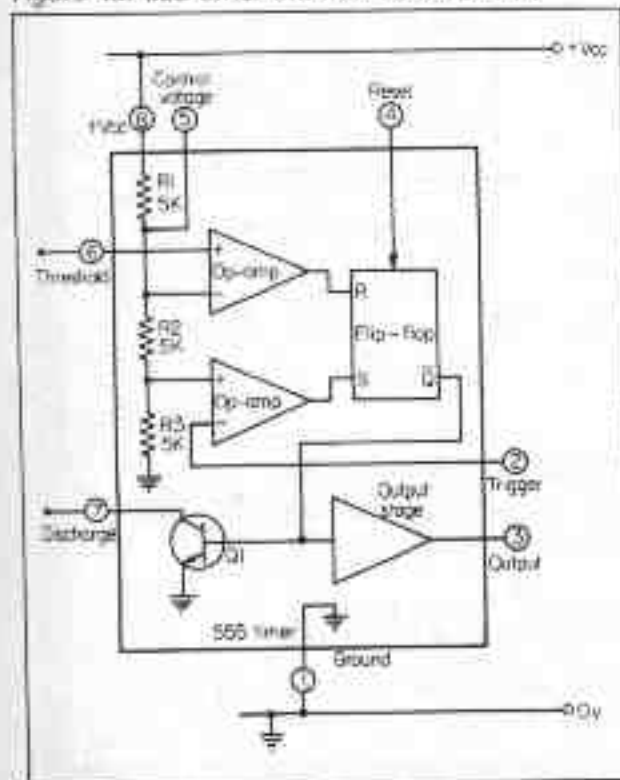 +Vcc
Control
voltage
Reset
8
5
4
+Vcc
R1
5K
6
+
Threshold
Op-amp
R
-
Flip-flop
R2
5K
S
Q
+
Op-amp
R3
5K
-
2
Trigger
Output
stage
7
Discharge
3
Q1
Output
555 timer
Ground
1
0v